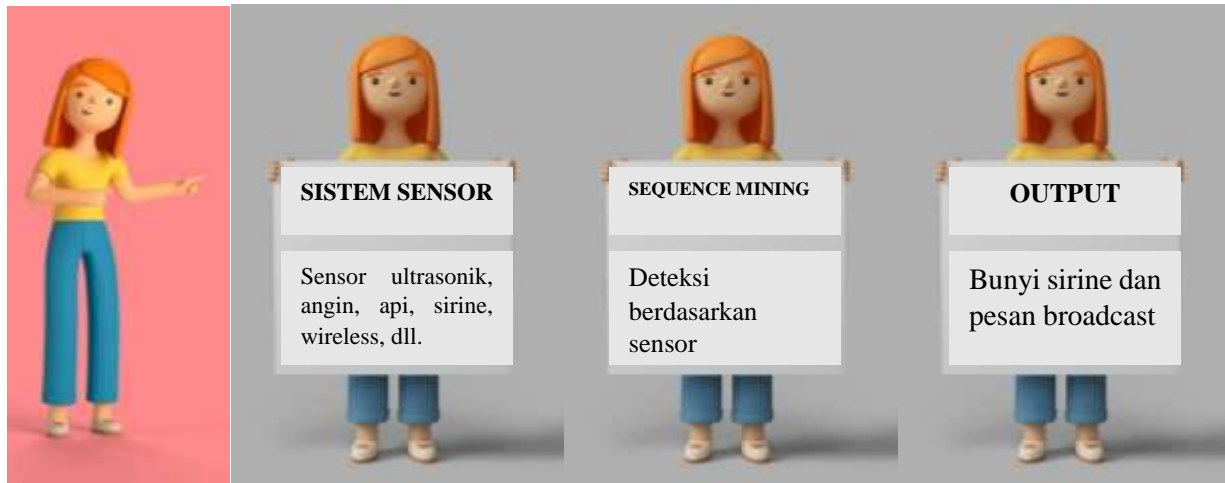 SISTEM SENSOR
Sensor ultrasonik,
angin, api, sirine,
wireless, dll.
SEQUENCE MINING
Deteksi
berdasarkan
sensor
OUTPUT
Bunyi sirine dan
pesan broadcast